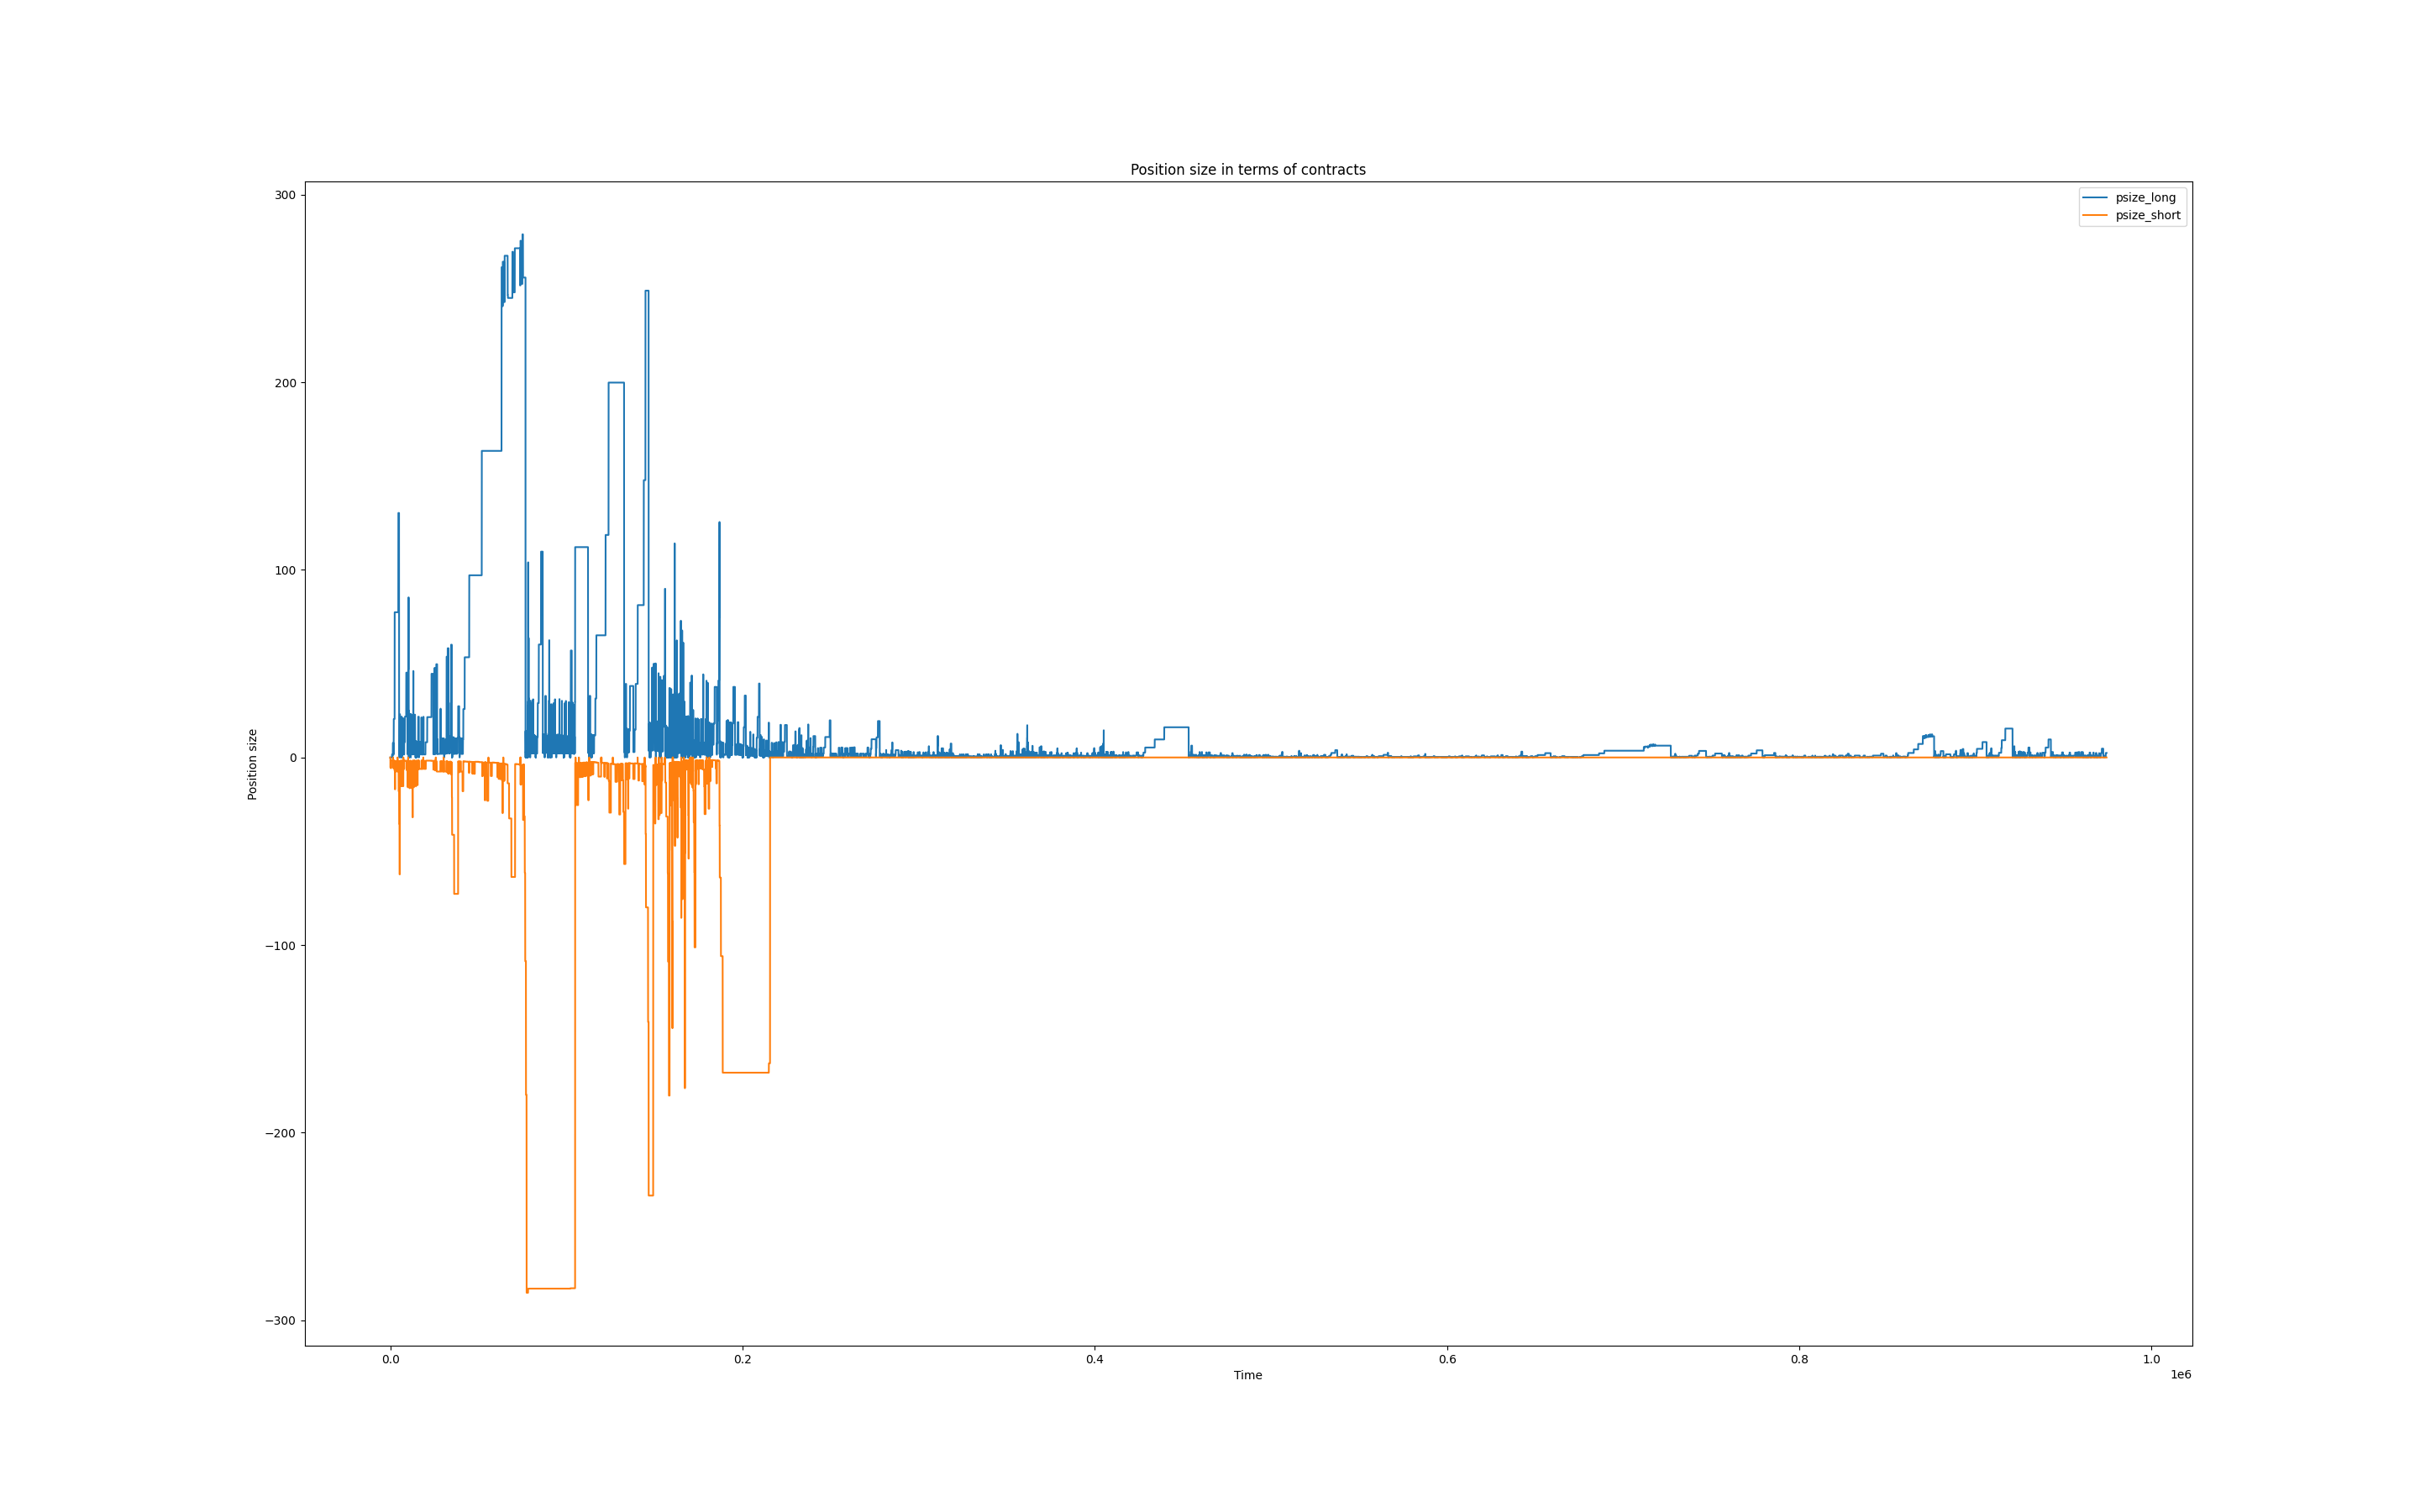 Position size in terms of contracts
psize_long
psize_short
300
200
100
0
−100
−200
−300
Position size
0.0
0.2
0.4
0.6
0.8
1.0
Time
1e6